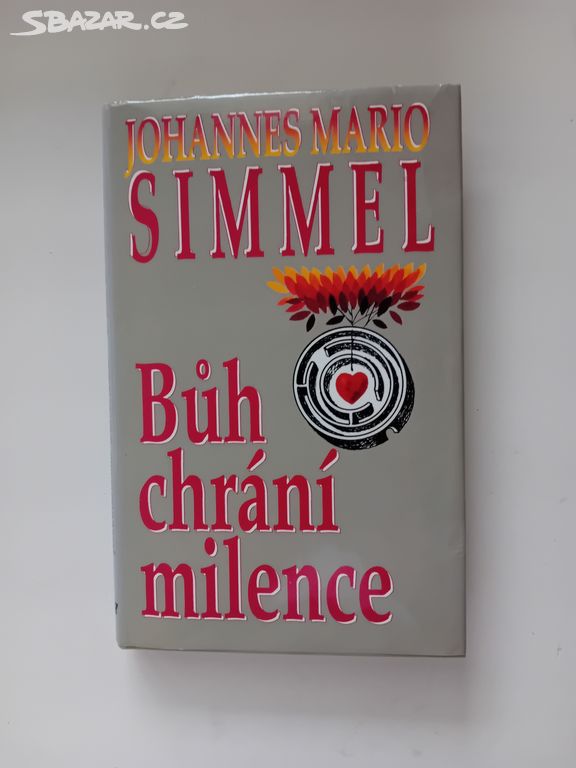 SBAZAR.CZ
JOHANNES MARIO
SIMMEL
Bůh
chrání
milence